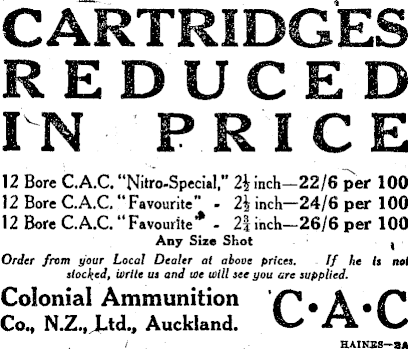 CARTRIDGES
REDUCED
IN PRICE
12 Bore C.A.C. "Nitro-Special," 2½ inch—22/6 per 100
12 Bore C.A.C. "Favourite" - 2½ inch—24/6 per 100
12 Bore C.A.C. "Favourite" - 2¾ inch—26/6 per 100
Any Size Shot
Order from your Local Dealer at above prices. If he is not
stocked, write us and we will see you are supplied.
Colonial Ammunition
Co., N.Z., Ltd., Auckland.
C·A·C
HAINES—2A